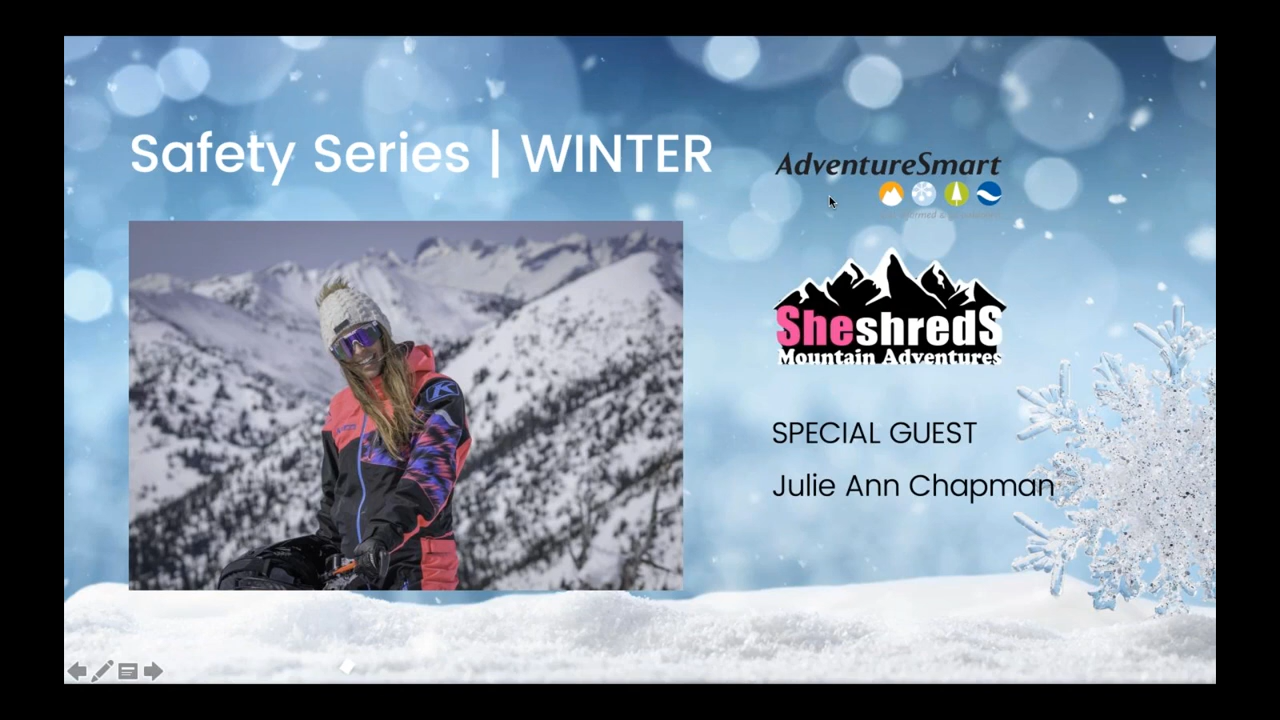 Safety Series | WINTER
AdventureSmart
SheshredS
Mountain Adventures
SPECIAL GUEST
Julie Ann Chapman
K